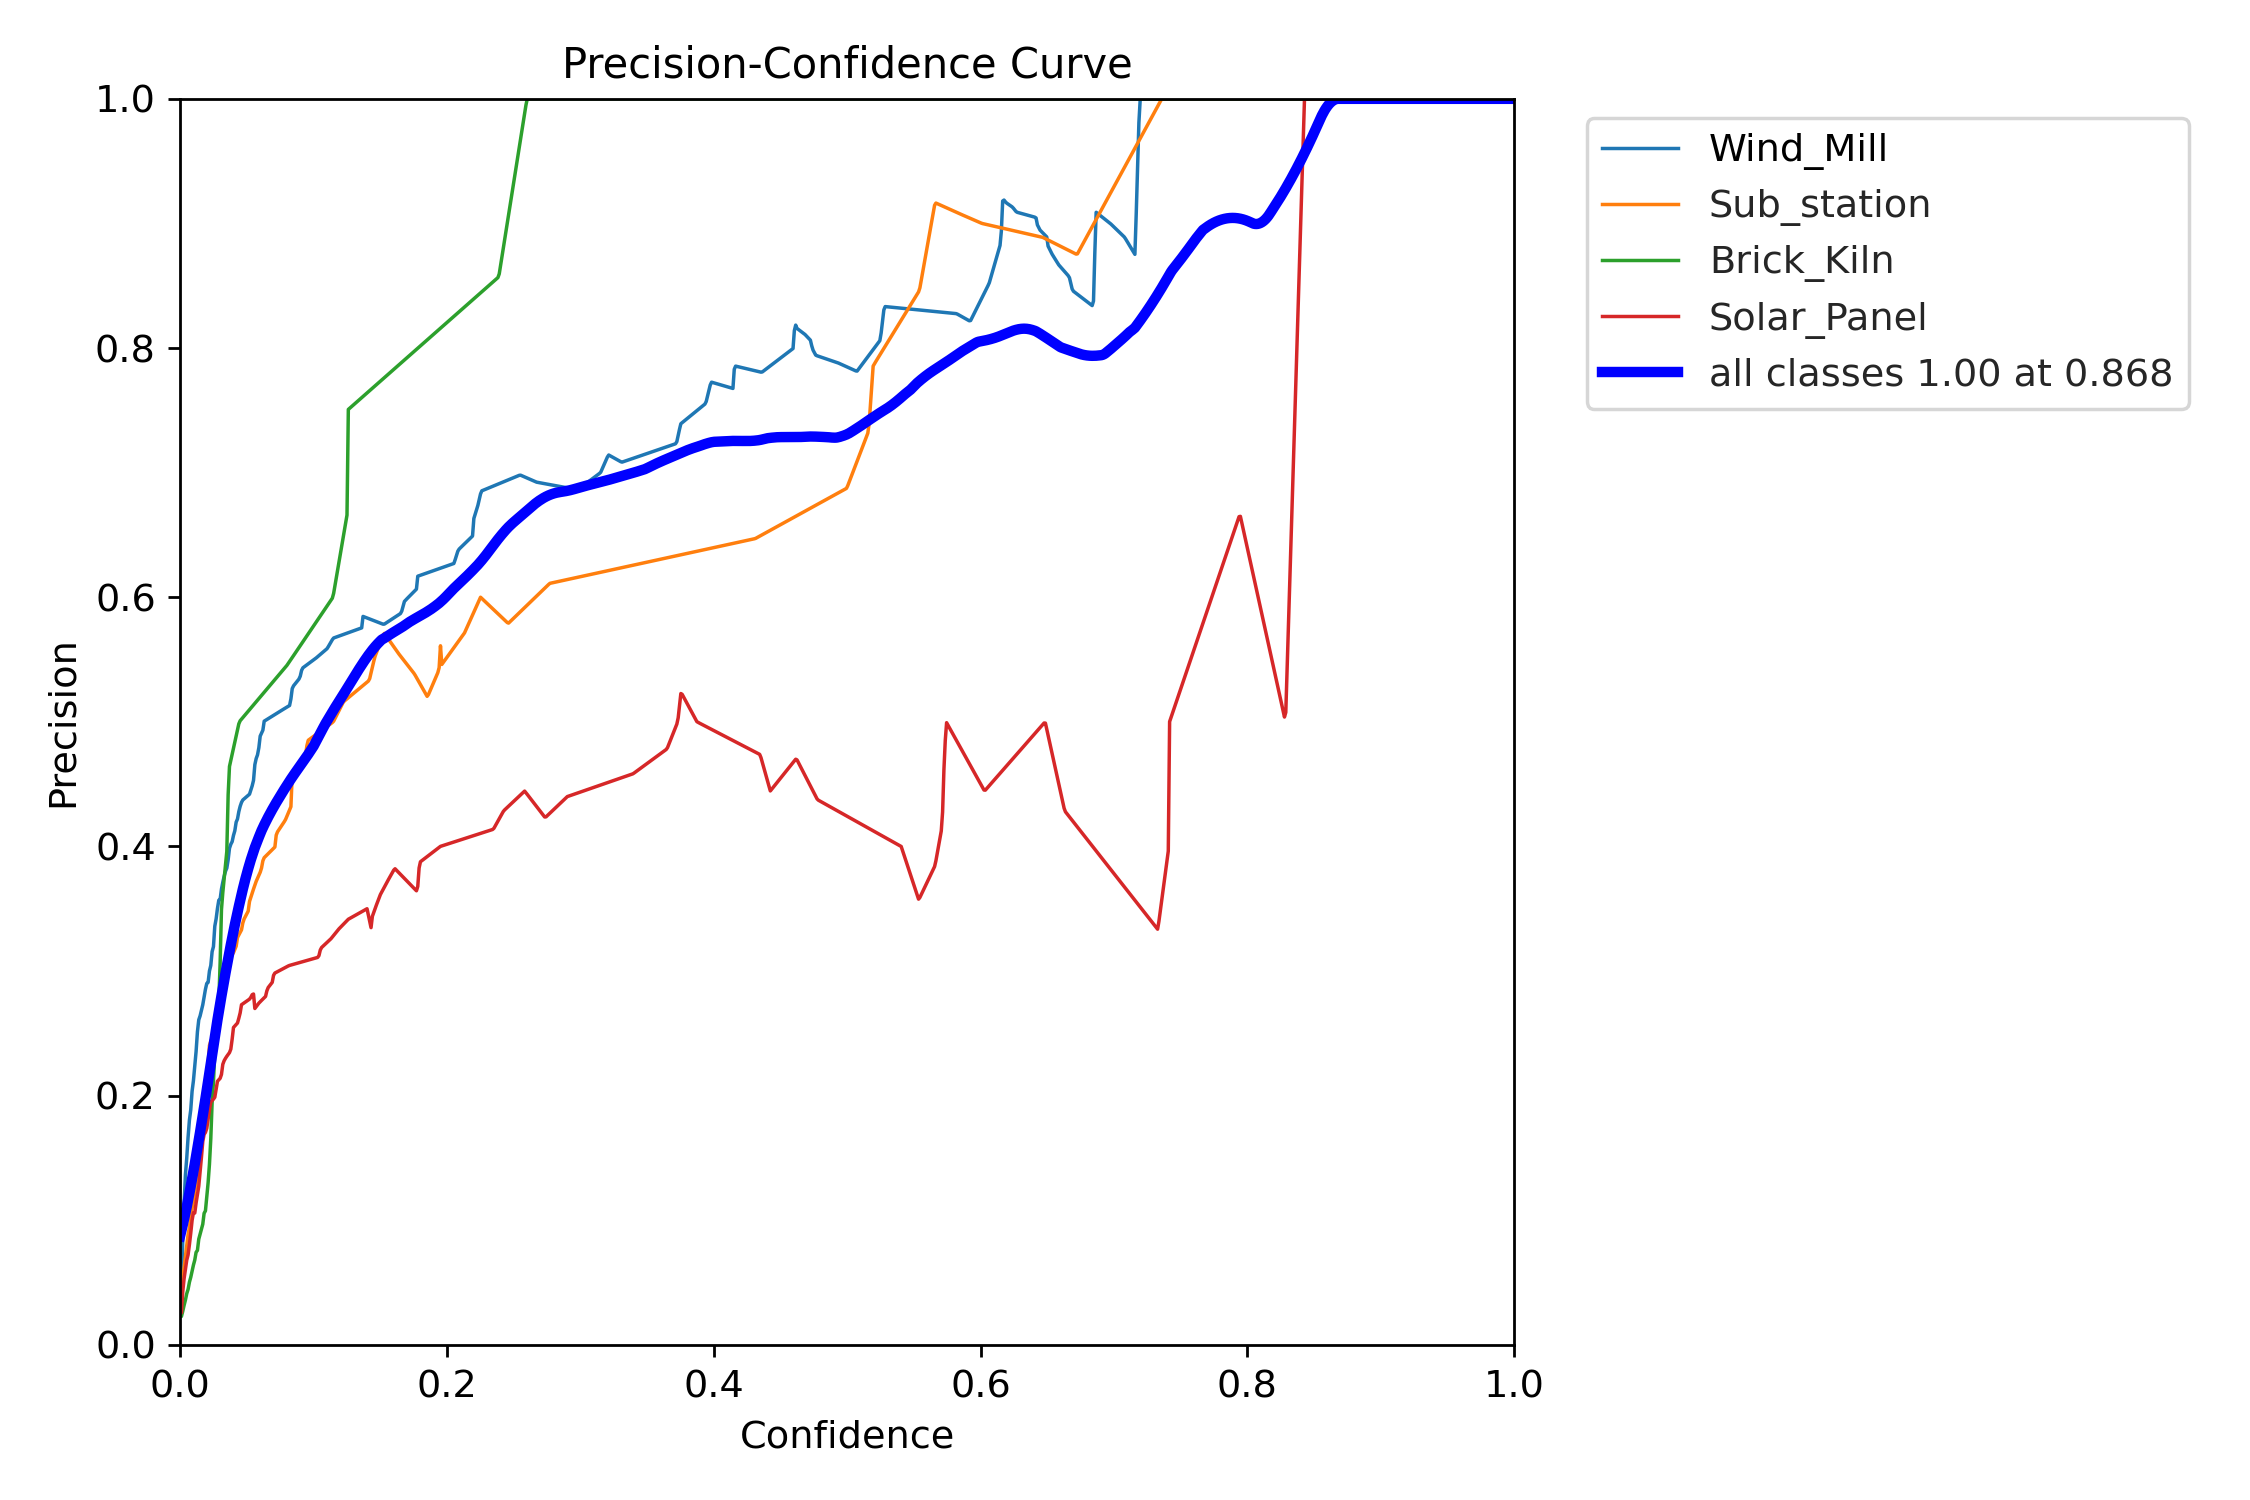 Precision-Confidence Curve
1.0
0.8
0.6
0.4
0.2
0.0
Precision
0.0 0.2 0.4 0.6 0.8 1.0
Confidence
Wind_Mill
Sub_station
Brick_Kiln
Solar_Panel
all classes 1.00 at 0.868